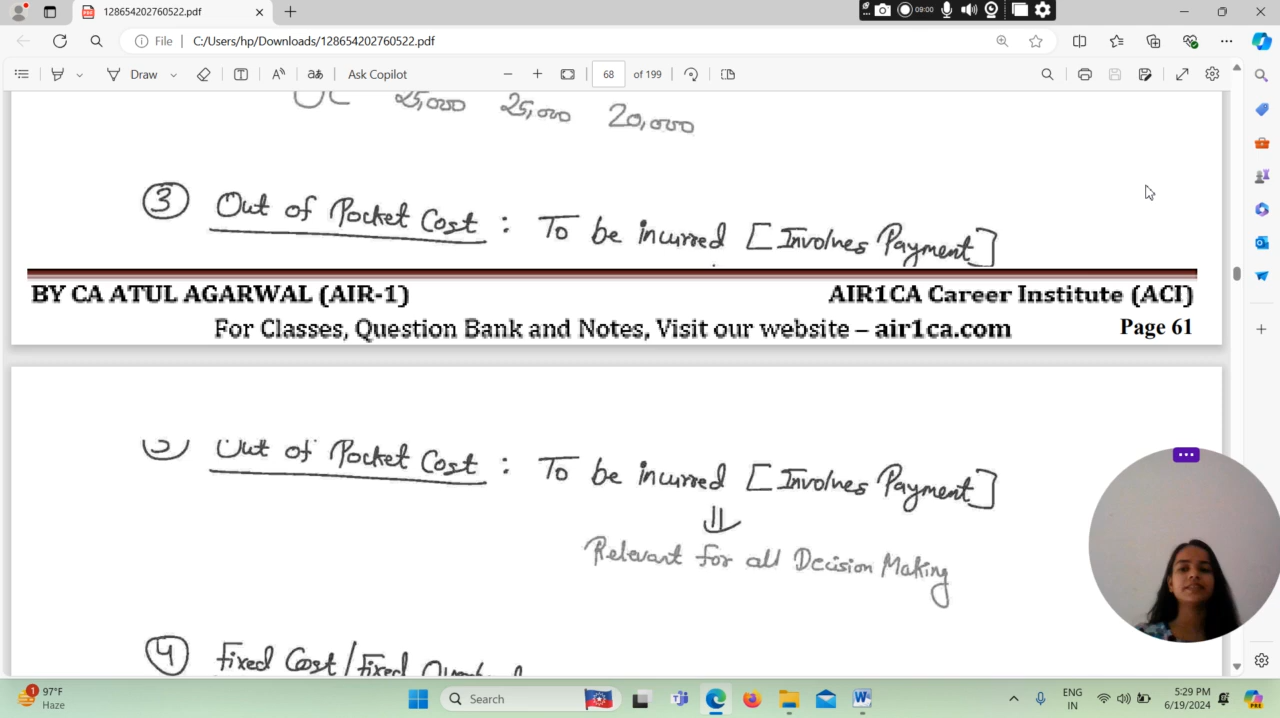 128654202760522.pdf
09:00
File
C:/Users/hp/Downloads/128654202760522.pdf
Draw
Ask Copilot
68 of 199
OC 25,000 25,000 20,000
③ Out of Pocket Cost : To be incurred [Involves Payment]
BY CA ATUL AGARWAL (AIR-1) AIR1CA Career Institute (ACI)
For Classes, Question Bank and Notes, Visit our website – air1ca.com Page 61
Out of Pocket Cost : To be incurred [Involves Payment]
Relevant for all Decision Making
④ Fixed Cost/Fixed
1
97°F
Haze
Search
ENG
IN
5:29 PM
6/19/2024